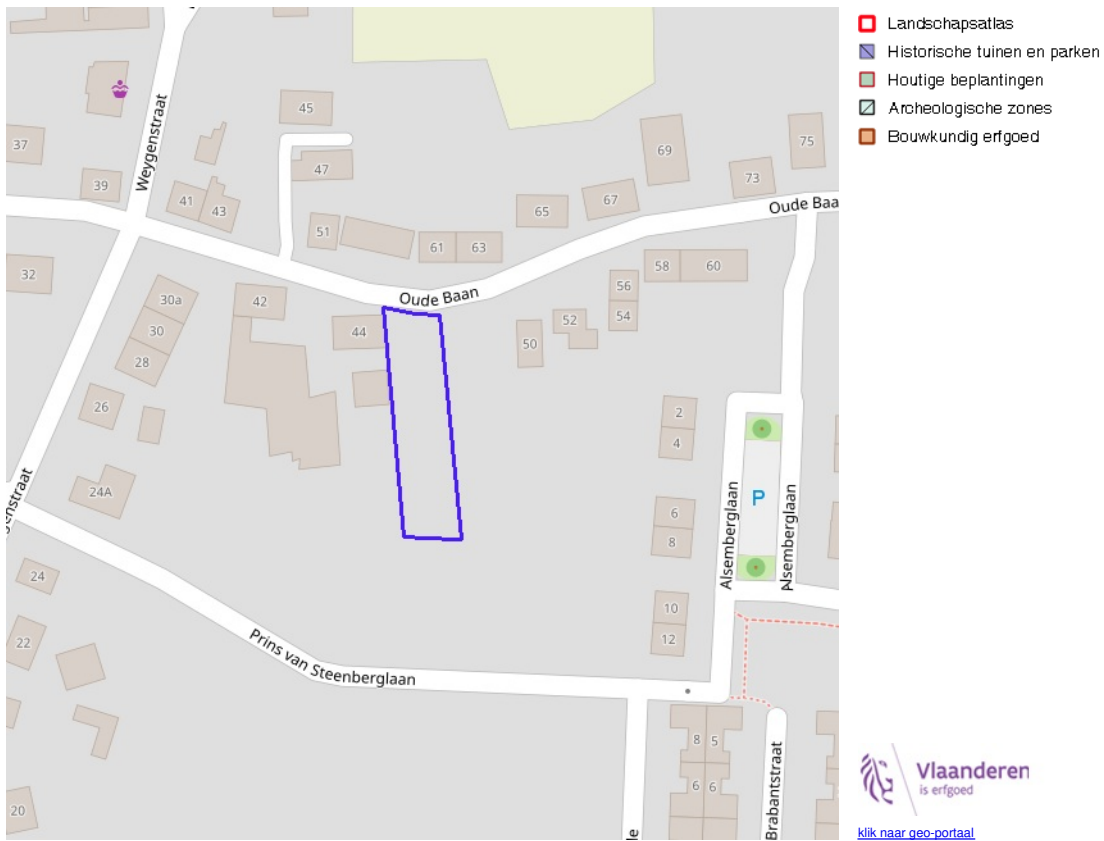 Landschapsatlas
Historische tuinen en parken
Houtige beplantingen
Archeologische zones
Bouwkundig erfgoed
45
37
Weygenstraat
47
69
75
39
41
43
73
67
65
Oude Baa
51
61
63
32
58
60
30a
42
Oude Baan
56
54
52
30
44
50
28
26
2
4
24A
genstraat
P
6
8
Alsemberglaan
Alsemberglaan
24
10
12
22
Prins van Steenberglaan
8
5
6
6
20
le
Brabantstraat
Vlaanderen
is erfgoed
klik naar geo-portaal